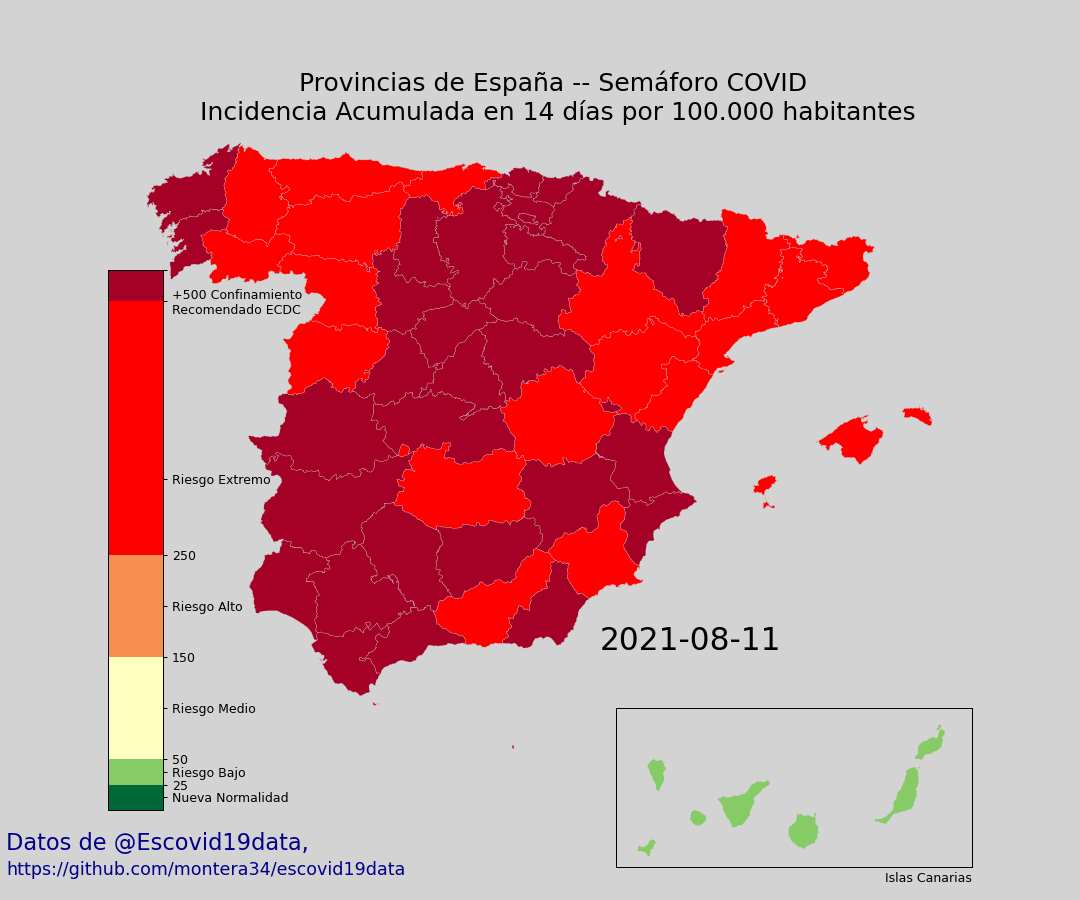 Provincias de España -- Semáforo COVID
Incidencia Acumulada en 14 días por 100.000 habitantes
+500 Confinamiento
Recomendado ECDC
Riesgo Extremo
250
Riesgo Alto
150
Riesgo Medio
50
Riesgo Bajo
25
Nueva Normalidad
2021-08-11
Islas Canarias
Datos de @Escovid19data,
https://github.com/montera34/escovid19data